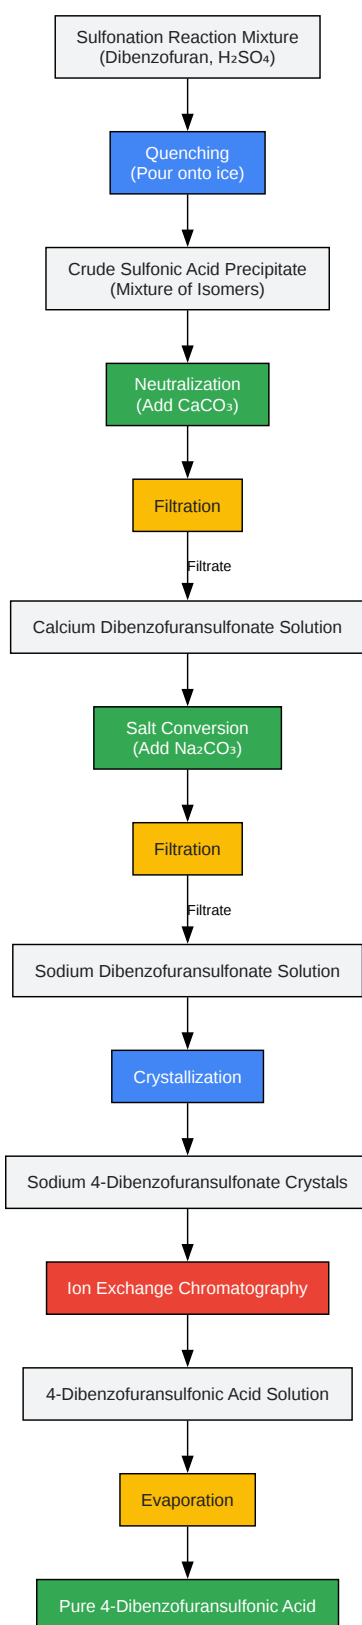 Sulfonation Reaction Mixture
(Dibenzofuran, H₂SO₄)
Quenching
(Pour onto ice)
Crude Sulfonic Acid Precipitate
(Mixture of Isomers)
Neutralization
(Add CaCO₃)
Filtration
Filtrate
Calcium Dibenzofuransulfonate Solution
Salt Conversion
(Add Na₂CO₃)
Filtration
Filtrate
Sodium Dibenzofuransulfonate Solution
Crystallization
Sodium 4-Dibenzofuransulfonate Crystals
Ion Exchange Chromatography
4-Dibenzofuransulfonic Acid Solution
Evaporation
Pure 4-Dibenzofuransulfonic Acid